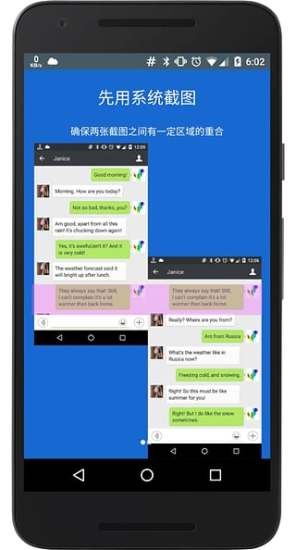 0
KB/s
6:02
先用系统截图
确保两张截图之间有一定区域的重合
12:09
Janice
Good morning!
Morning. How are you today?
Not so bad, thanks, you?
Am good, apart from all this
rain! It's chucking down again!
Yes, it's awful,isn't it? And it
is very cold!
The weather forecast said it
will bright up after lunch.
They always say that! Still,
I can't complain-it's a lot
warmer than back home.
Janice
They always say that! Still,
I can't complain-it's a lot
warmer than back home.
Really? Where are you from?
Am from Russia
What's the weather like in
Russia now?
Freezing cold, and snowing.
Right! So this must be like
summer for you!
Right! But I do like the snow
sometimes.